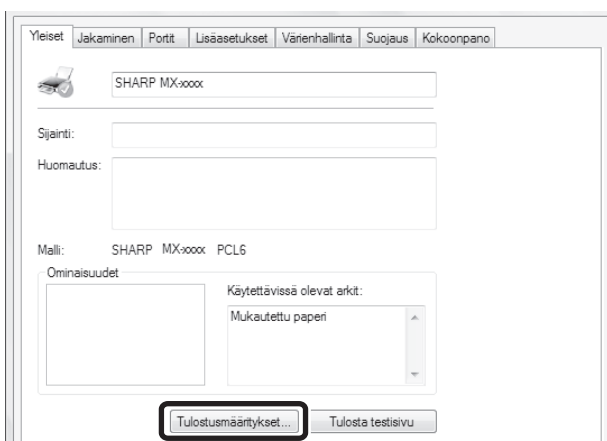 Yleiset Jakaminen Portit Lisäasetukset Värienhallinta Suojaus Kokoonpano
SHARP MX-xxxx
Sijainti:
Huomautus:
Malli: SHARP MX-xxxx PCL6
Ominaisuudet
Käytettävissä olevat arkit:
Mukautettu paperi
Tulostusmääritykset... Tulosta testisivu